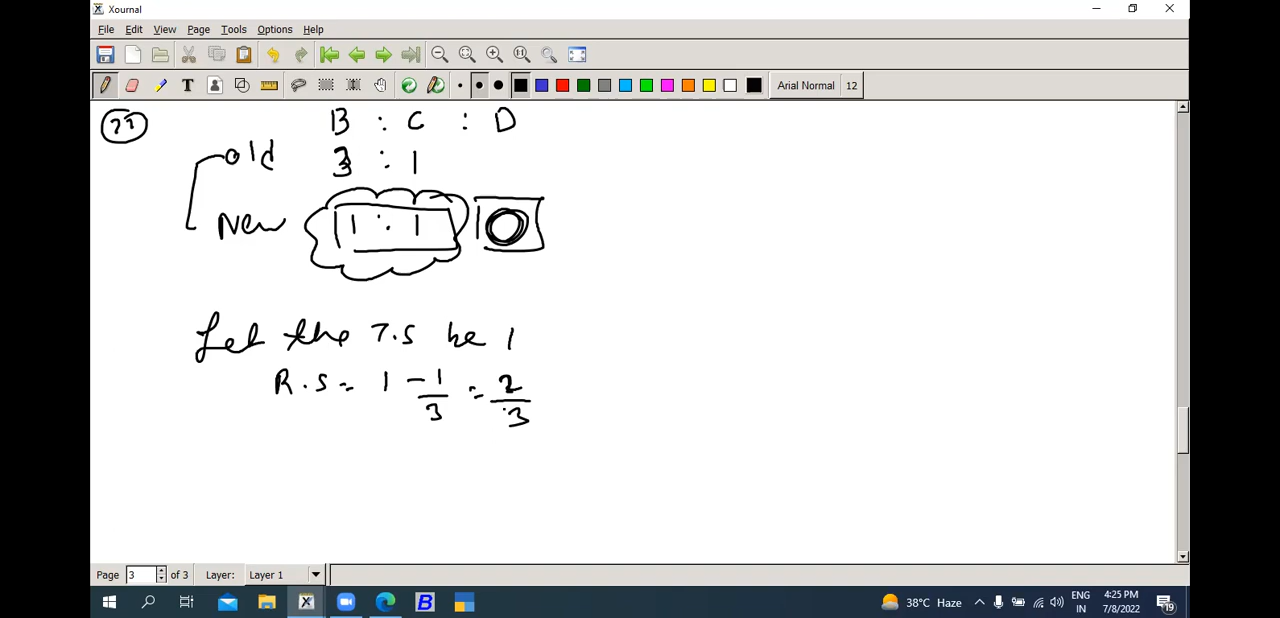 Xournal
File Edit View Page Tools Options Help
Arial Normal 12
B : C : D
old 3 : 1
New 1 : 1
Let the T.S be 1
R.S = 1 - 1/3 = 2/3
Page 3 of 3 Layer: Layer 1
38°C Haze
ENG
IN
4:25 PM
7/8/2022
19